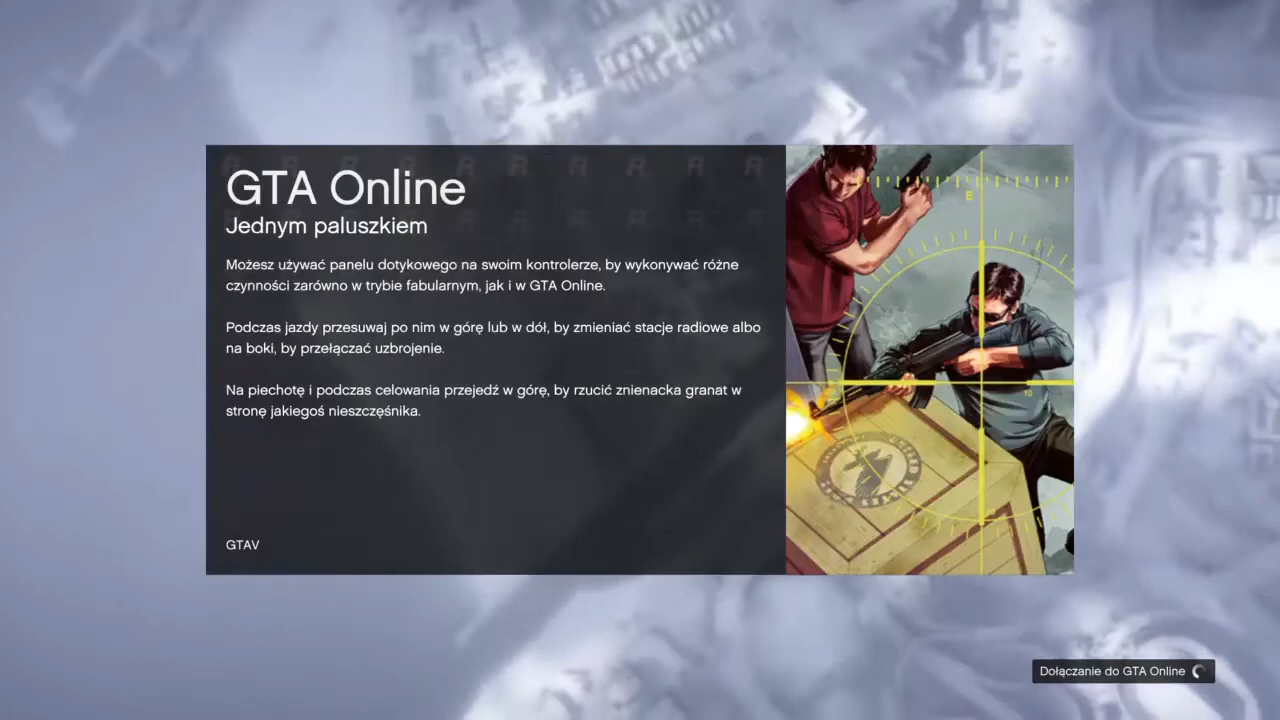 GTA Online
Jednym paluszkiem
Możesz używać panelu dotykowego na swoim kontrolerze, by wykonywać różne
czynności zarówno w trybie fabularnym, jak i w GTA Online.
Podczas jazdy przesuwaj po nim w górę lub w dół, by zmieniać stacje radiowe albo
na boki, by przełączać uzbrojenie.
Na piechotę i podczas celowania przejedź w górę, by rzucić znienacka granat w
stronę jakiegoś nieszczęśnika.
GTAV
E
10
Dołączanie do GTA Online